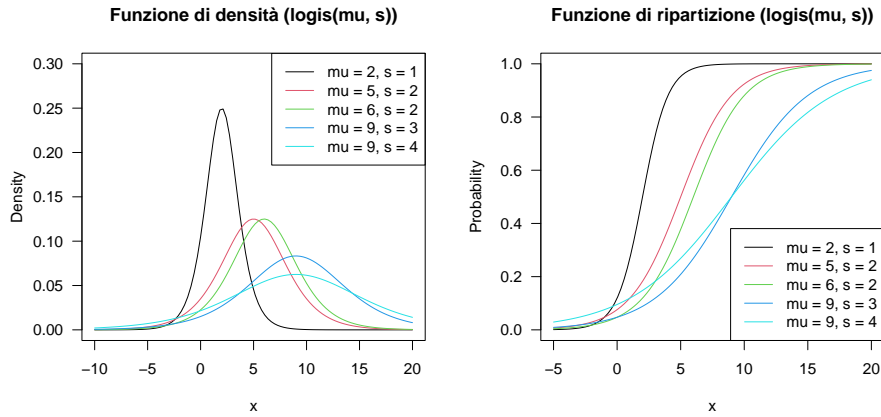 Funzione di densità (logis(mu, s))
Density
0.30
0.25
0.20
0.15
0.10
0.05
0.00
mu = 2, s = 1
mu = 5, s = 2
mu = 6, s = 2
mu = 9, s = 3
mu = 9, s = 4
−10 −5 0 5 10 15 20
x
Funzione di ripartizione (logis(mu, s))
Probability
1.0
0.8
0.6
0.4
0.2
0.0
mu = 2, s = 1
mu = 5, s = 2
mu = 6, s = 2
mu = 9, s = 3
mu = 9, s = 4
−5 0 5 10 15 20
x